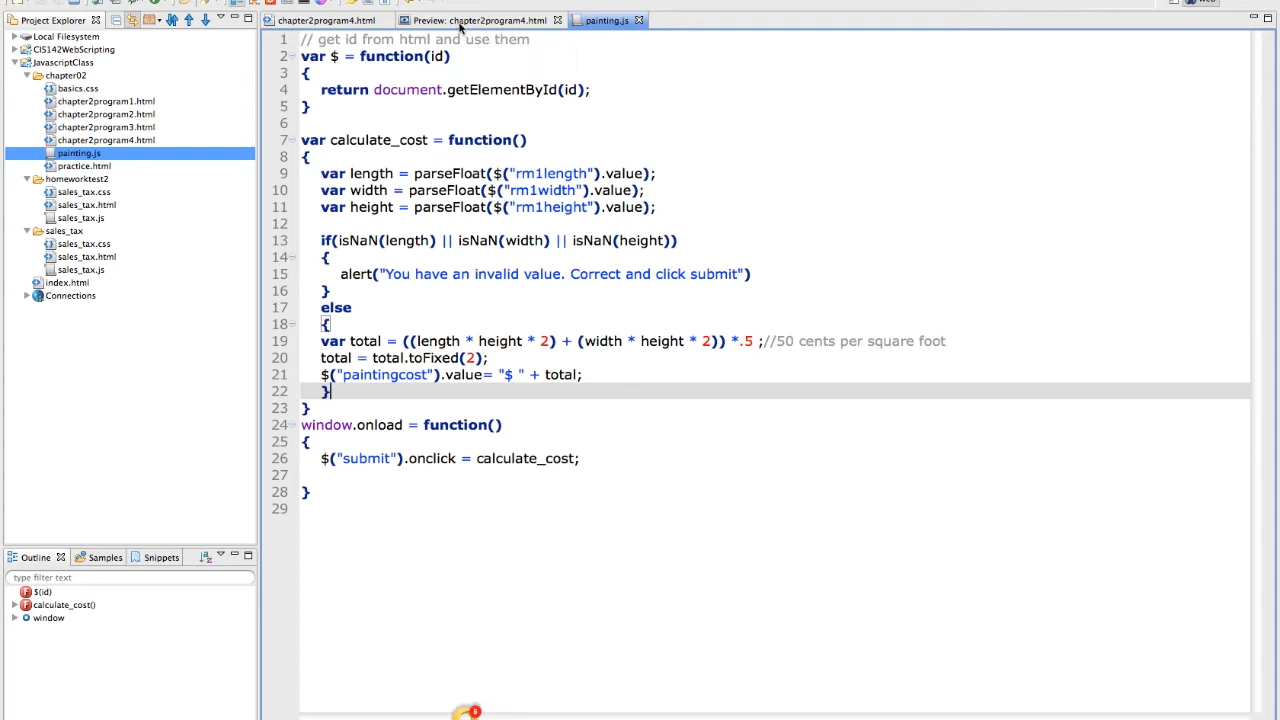 Web
Project Explorer
chapter2program4.html
Preview: chapter2program4.html
painting.js
Local Filesystem
CIS142WebScripting
JavascriptClass
chapter02
basics.css
chapter2program1.html
chapter2program2.html
chapter2program3.html
chapter2program4.html
painting.js
practice.html
homeworktest2
sales_tax.css
sales_tax.html
sales_tax.js
sales_tax
sales_tax.css
sales_tax.html
sales_tax.js
index.html
Connections
1 // get id from html and use them
2 var $ = function(id)
3 {
4 return document.getElementById(id);
5 }
6
7 var calculate_cost = function()
8 {
9 var length = parseFloat($("rm1length").value);
10 var width = parseFloat($("rm1width").value);
11 var height = parseFloat($("rm1height").value);
12
13 if(isNaN(length) || isNaN(width) || isNaN(height))
14 {
15 alert("You have an invalid value. Correct and click submit")
16 }
17 else
18 {
19 var total = ((length * height * 2) + (width * height * 2)) *.5 ;//50 cents per square foot
20 total = total.toFixed(2);
21 $("paintingcost").value= "$ " + total;
22 }
23 }
24 window.onload = function()
25 {
26 $("submit").onclick = calculate_cost;
27
28 }
29
Outline
Samples
Snippets
type filter text
$(id)
calculate_cost()
window